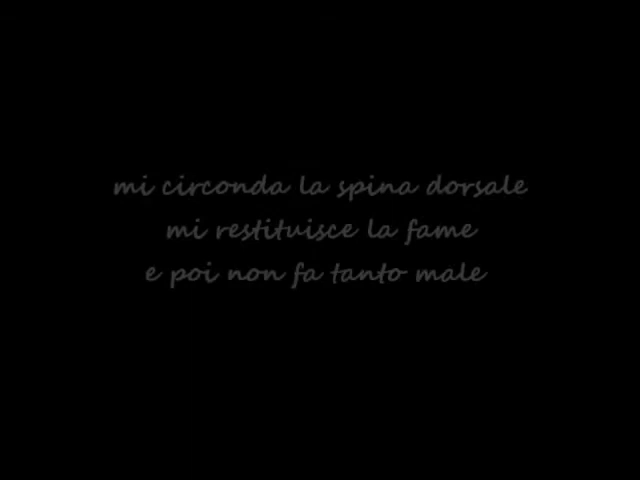 mi circonda la spina dorsale
mi restituisce la fame
e poi non fa tanto male